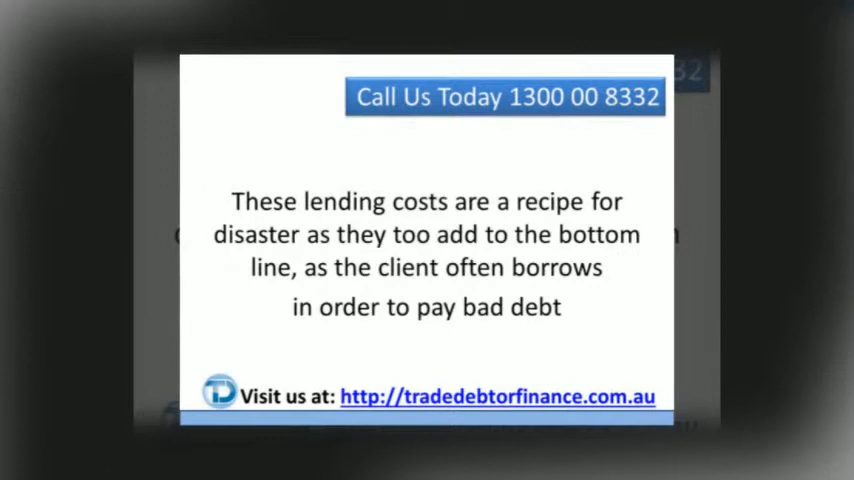 Call Us Today 1300 00 8332
These lending costs are a recipe for
disaster as they too add to the bottom
line, as the client often borrows
in order to pay bad debt
TD Visit us at: http://tradedebtorfinance.com.au